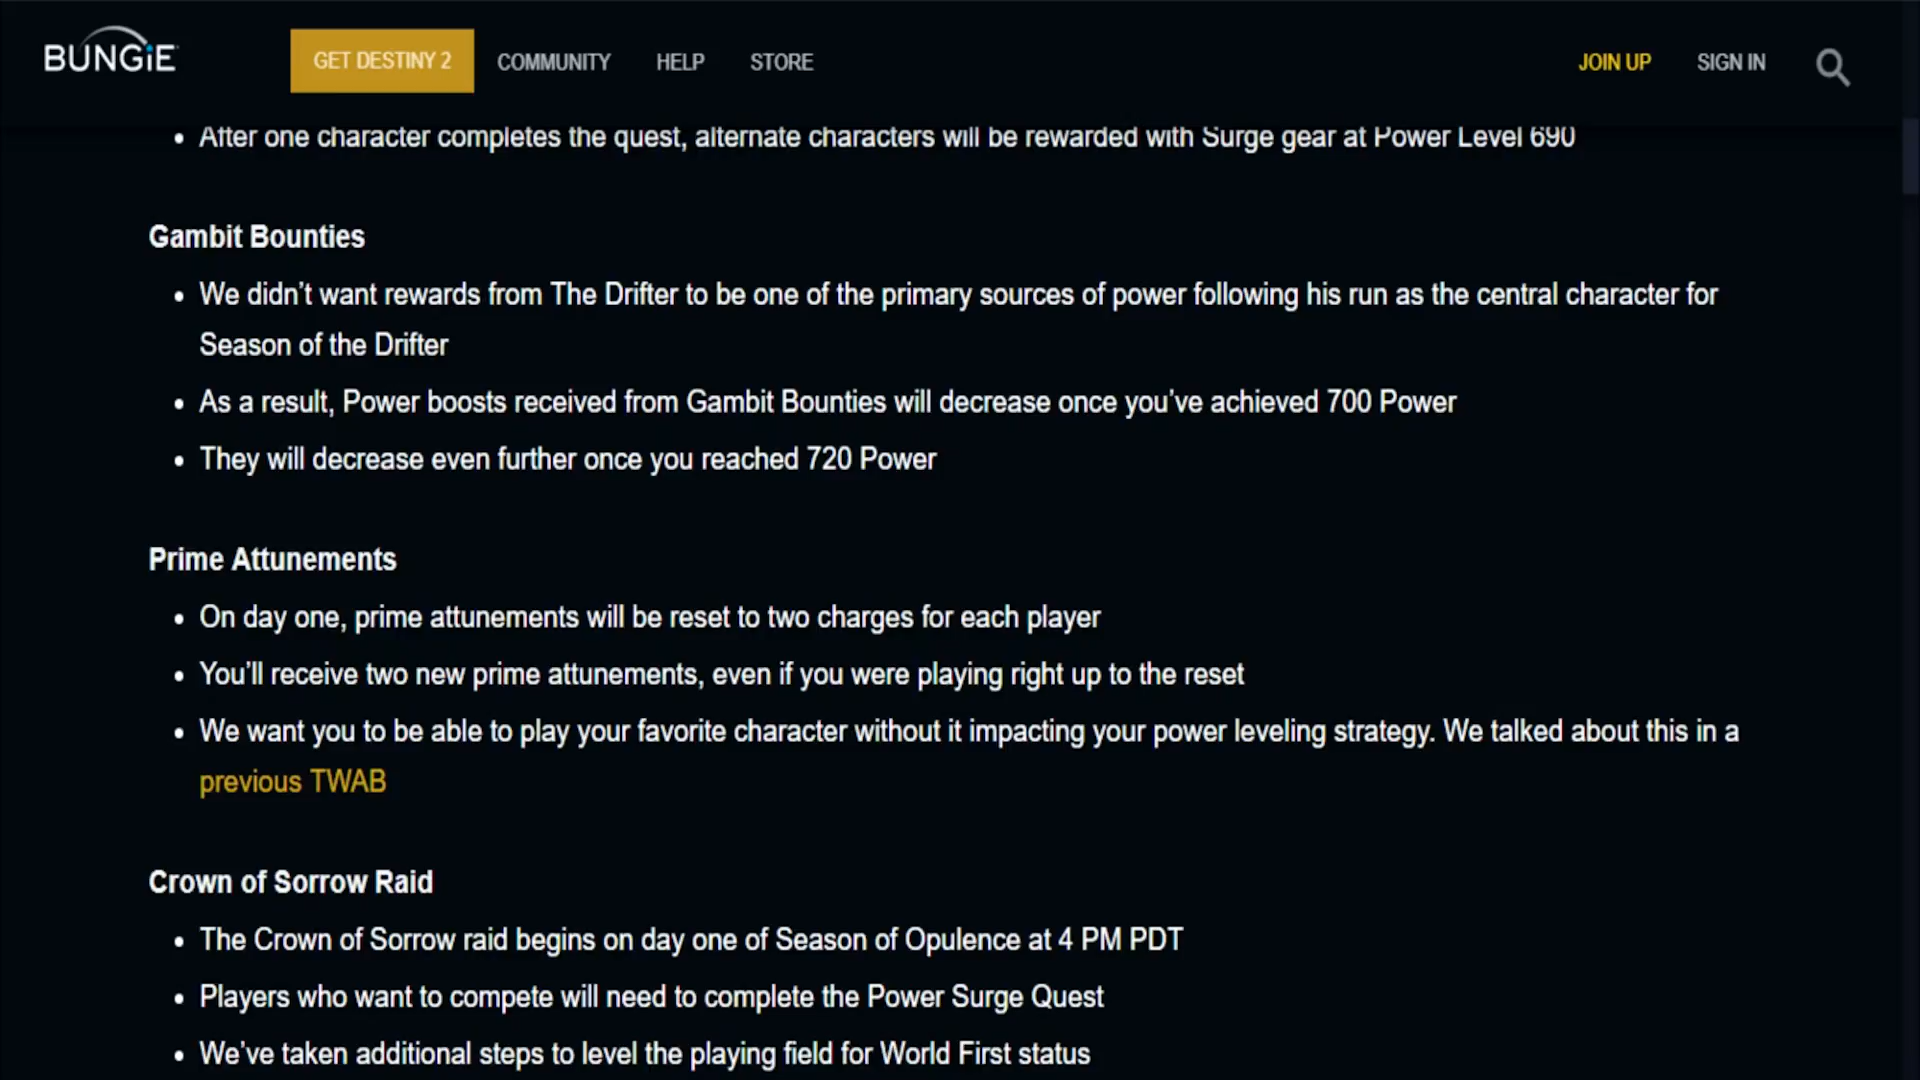 BUNGiE
GET DESTINY 2 COMMUNITY HELP STORE JOIN UP SIGN IN
• After one character completes the quest, alternate characters will be rewarded with Surge gear at Power Level 690
Gambit Bounties
• We didn't want rewards from The Drifter to be one of the primary sources of power following his run as the central character for
Season of the Drifter
• As a result, Power boosts received from Gambit Bounties will decrease once you've achieved 700 Power
• They will decrease even further once you reached 720 Power
Prime Attunements
• On day one, prime attunements will be reset to two charges for each player
• You'll receive two new prime attunements, even if you were playing right up to the reset
• We want you to be able to play your favorite character without it impacting your power leveling strategy. We talked about this in a
previous TWAB
Crown of Sorrow Raid
• The Crown of Sorrow raid begins on day one of Season of Opulence at 4 PM PDT
• Players who want to compete will need to complete the Power Surge Quest
• We've taken additional steps to level the playing field for World First status